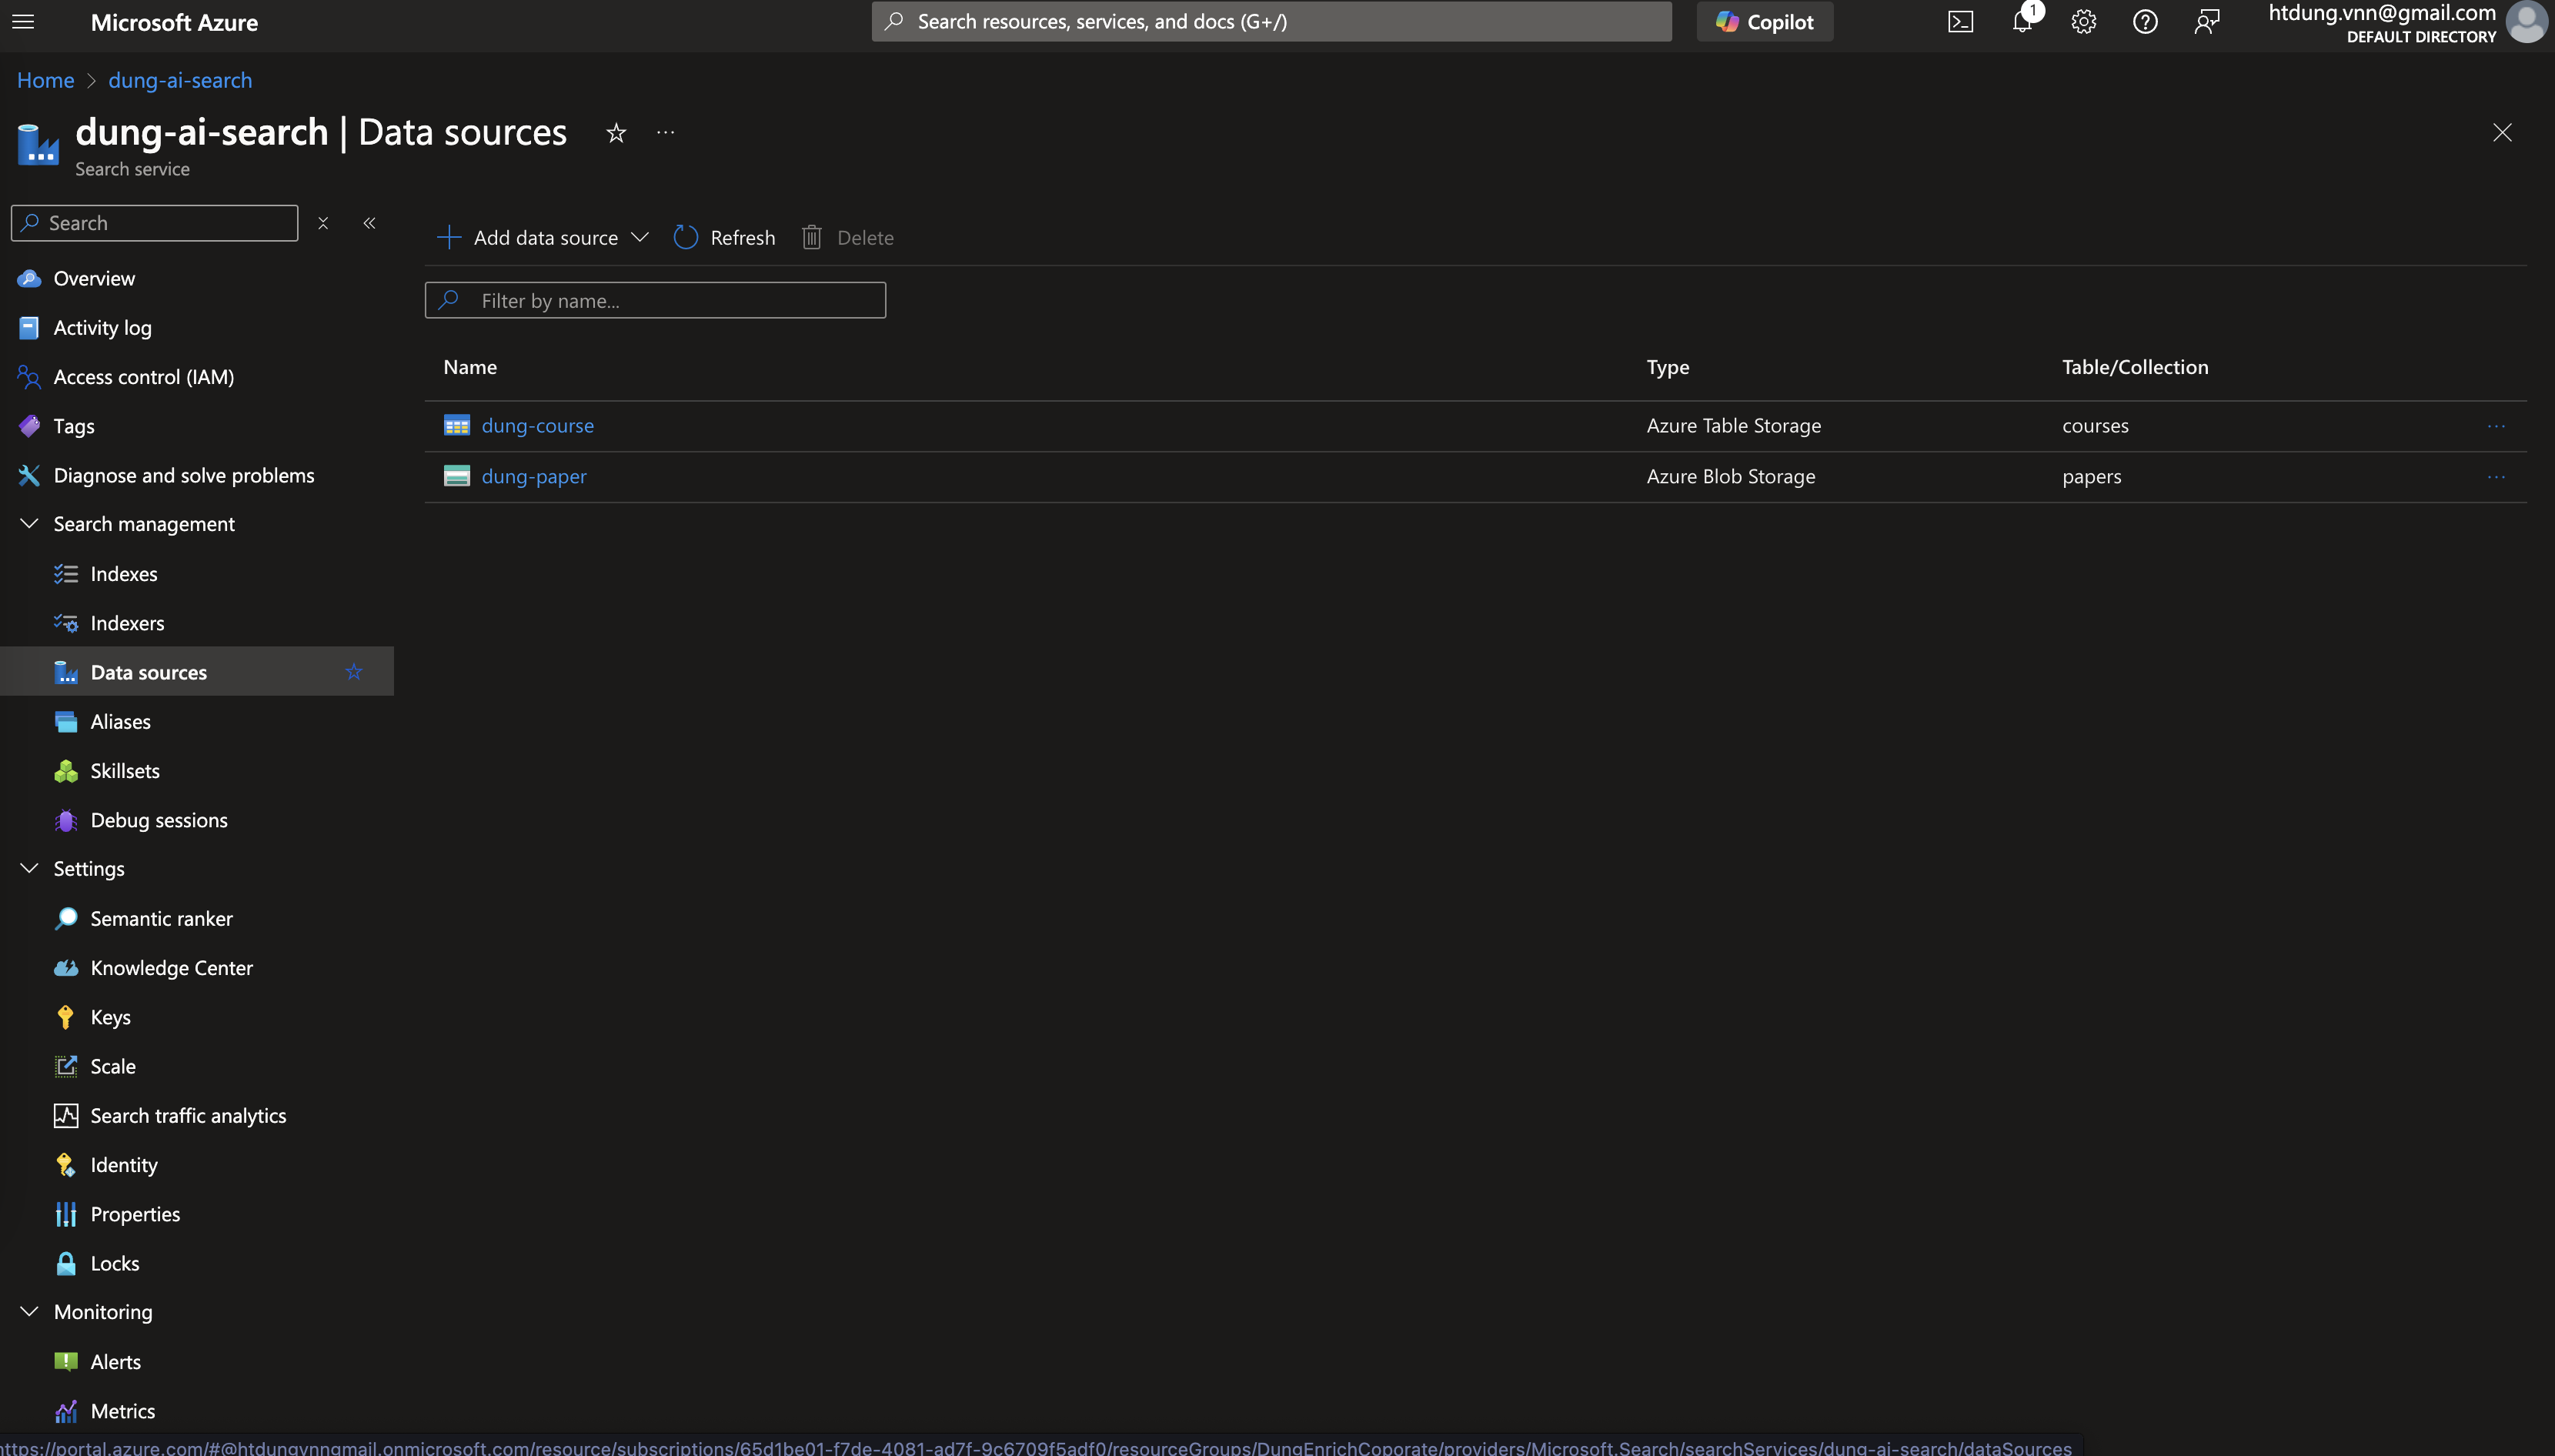 Microsoft Azure
Search resources, services, and docs (G+/)
Copilot
1
htdung.vnn@gmail.com
DEFAULT DIRECTORY
Home > dung-ai-search
dung-ai-search | Data sources
Search service
Search
Add data source
Refresh
Delete
Filter by name...
Name Type Table/Collection
dung-course Azure Table Storage courses
dung-paper Azure Blob Storage papers
Overview
Activity log
Access control (IAM)
Tags
Diagnose and solve problems
Search management
Indexes
Indexers
Data sources
Aliases
Skillsets
Debug sessions
Settings
Semantic ranker
Knowledge Center
Keys
Scale
Search traffic analytics
Identity
Properties
Locks
Monitoring
Alerts
Metrics
https://portal.azure.com/#@htdungvnngmail.onmicrosoft.com/resource/subscriptions/65d1be01-f7de-4081-ad7f-9c6709f5adf0/resourceGroups/DungEnrichCoporate/providers/Microsoft.Search/searchServices/dung-ai-search/dataSources